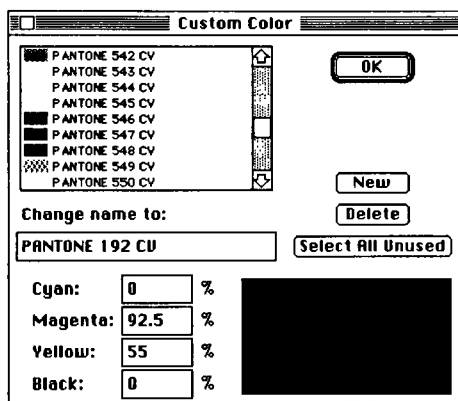 Custom Color
PANTONE 542 CV
PANTONE 543 CV
PANTONE 544 CV
PANTONE 545 CV
PANTONE 546 CV
PANTONE 547 CV
PANTONE 548 CV
PANTONE 549 CV
PANTONE 550 CV
OK
New
Delete
Select All Unused
Change name to:
PANTONE 192 CV
Cyan: 0 %
Magenta: 92.5 %
Yellow: 55 %
Black: 0 %